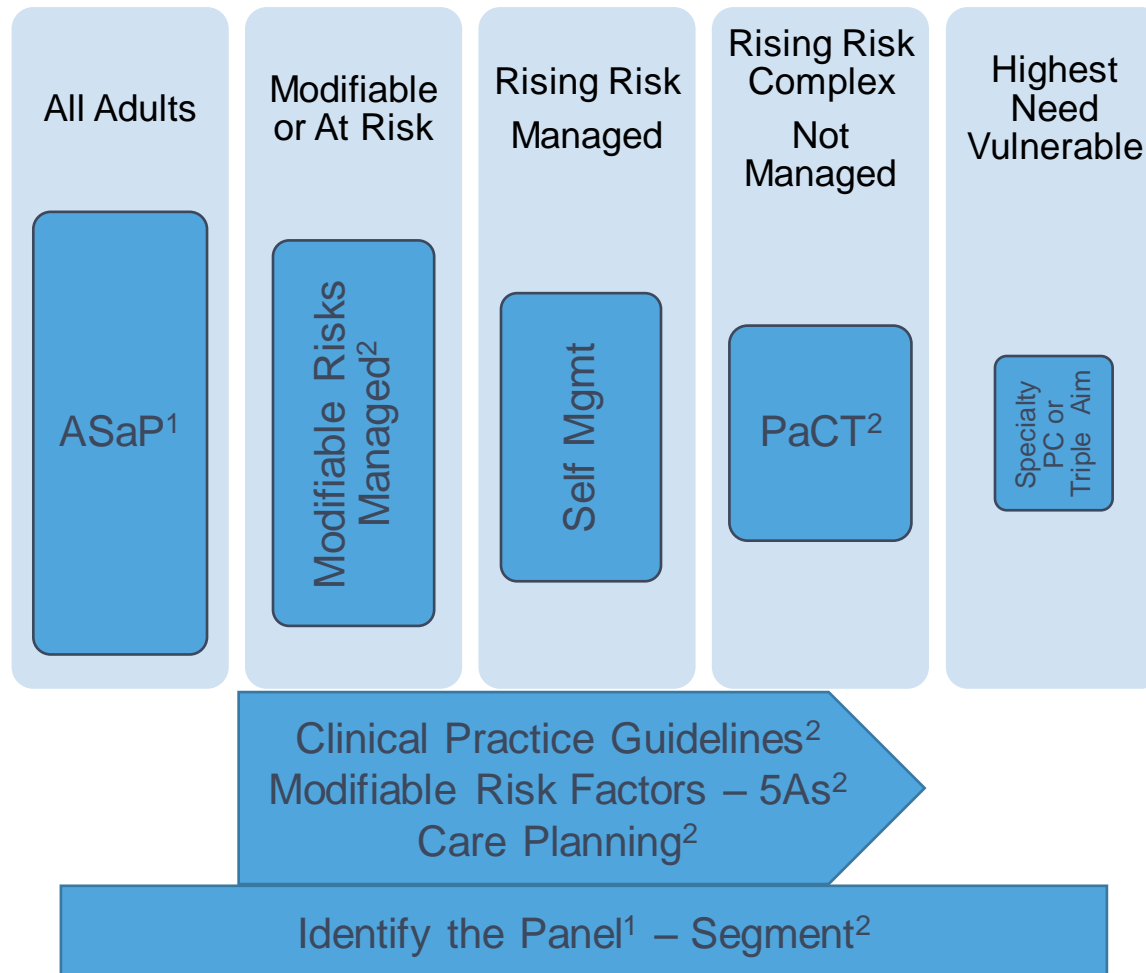 All Adults
Modifiable
or At Risk
Rising Risk
Managed
Rising Risk
Complex
Not
Managed
Highest
Need
Vulnerable
ASaP¹
Modifiable Risks
Managed²
Self Mgmt
PaCT²
Specialty
PC or
Triple Aim
Clinical Practice Guidelines²
Modifiable Risk Factors – 5As²
Care Planning²
Identify the Panel¹ – Segment²